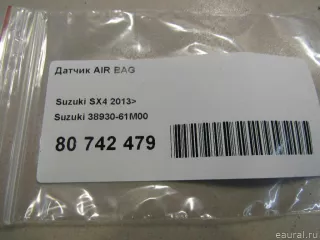 Датчик AIR BAG
Suzuki SX4 2013>
Suzuki 38930-61M00
80 742 479
© eaural.ru